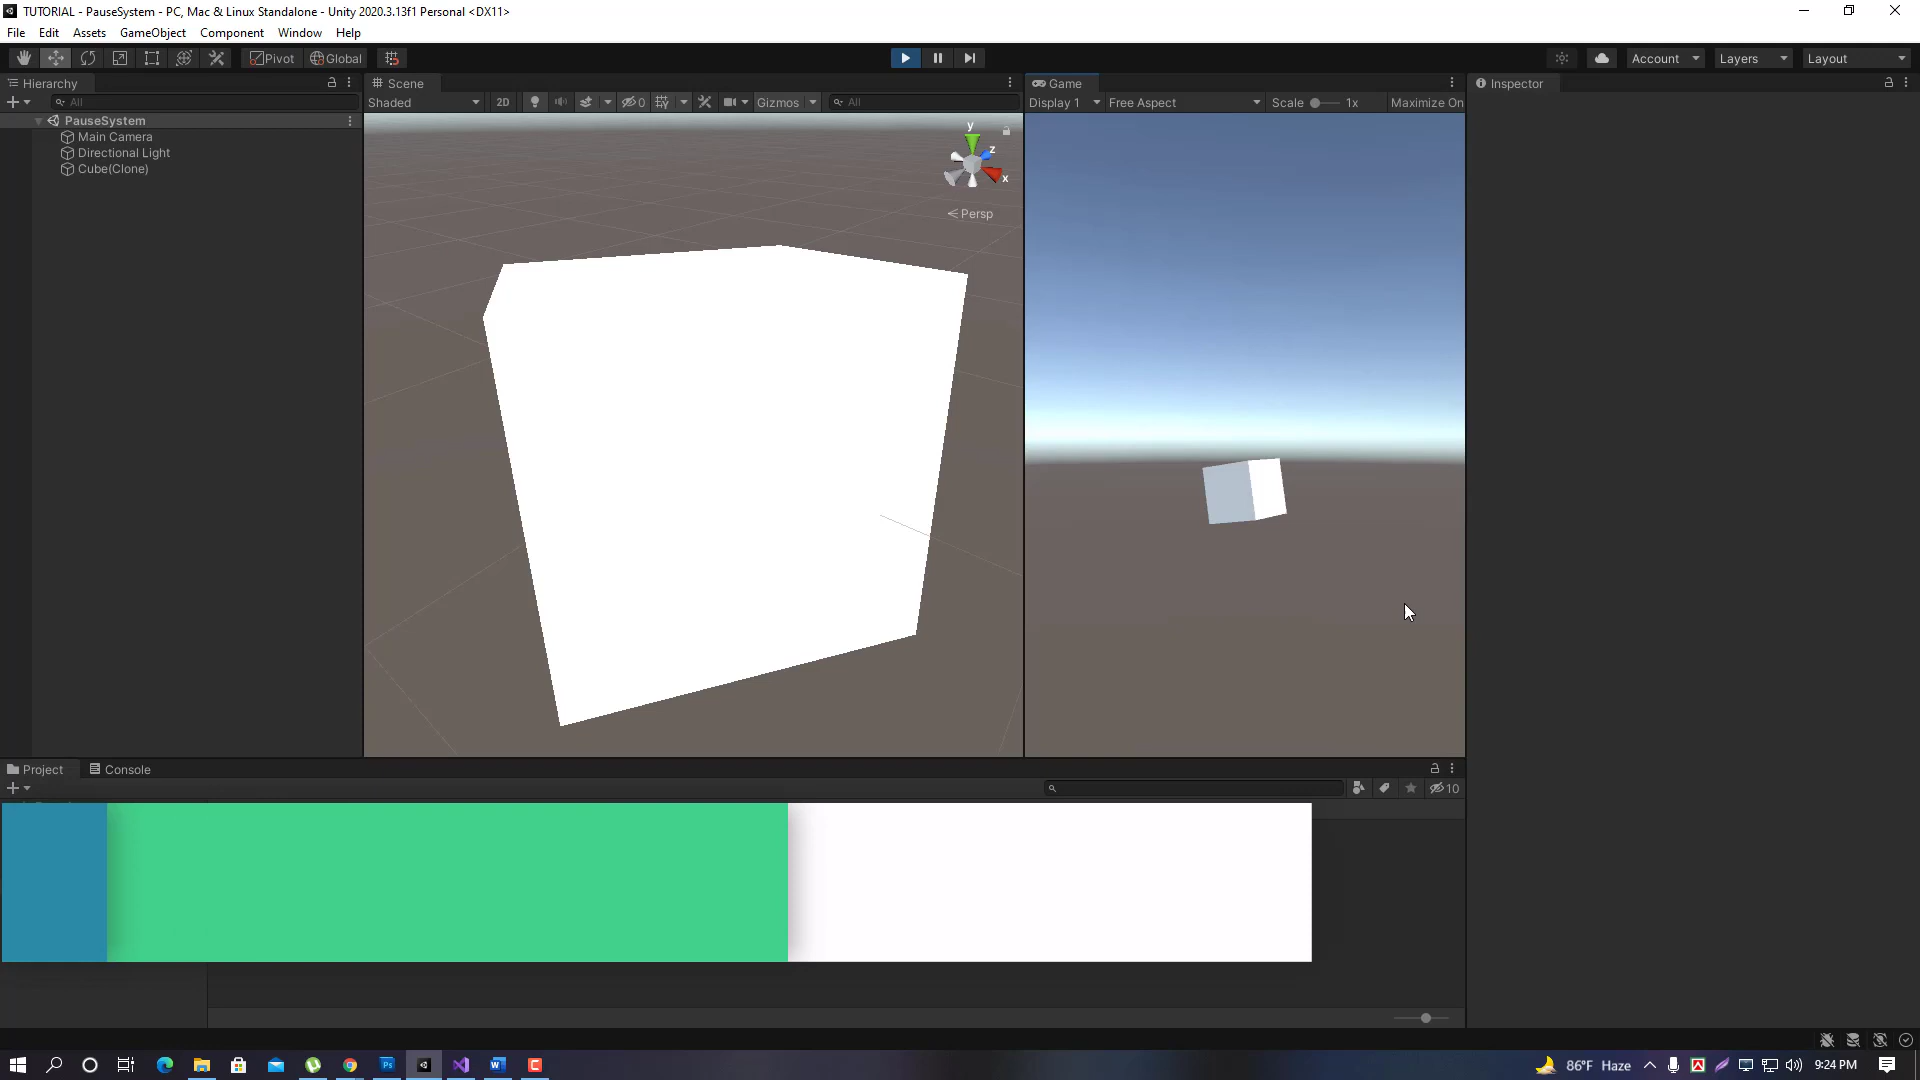 TUTORIAL - PauseSystem - PC, Mac & Linux Standalone - Unity 2020.3.13f1 Personal <DX11>
File Edit Assets GameObject Component Window Help
Pivot Global Account Layers Layout
Hierarchy
All
PauseSystem
Main Camera
Directional Light
Cube(Clone)
Scene
Shaded 2D 0 Gizmos All
y
z
x
Persp
Game
Display 1 Free Aspect Scale 1x Maximize On
Inspector
Project Console
10
86°F Haze 9:24 PM